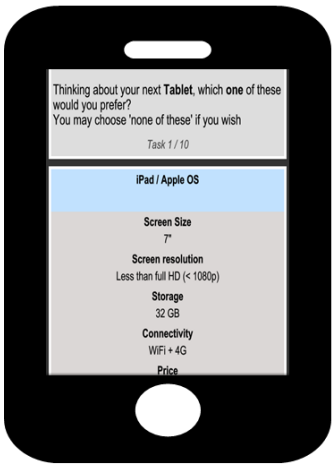 Thinking about your next Tablet, which one of these
would you prefer?
You may choose 'none of these' if you wish
Task 1 / 10
iPad / Apple OS
Screen Size
7"
Screen resolution
Less than full HD (< 1080p)
Storage
32 GB
Connectivity
WiFi + 4G
Price